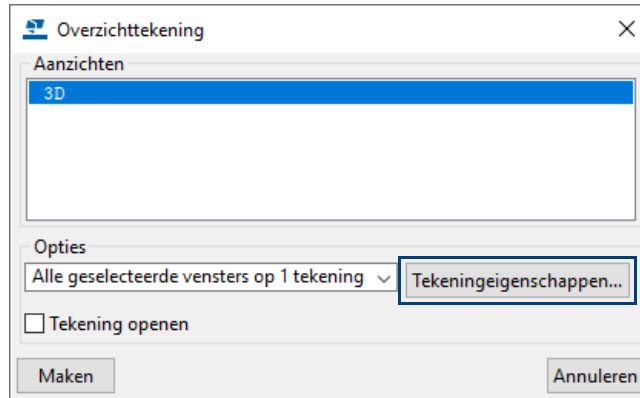 Overzichttekening
Aanzichten
3D
Opties
Alle geselecteerde vensters op 1 tekening
Tekeningeigenschappen...
Tekening openen
Maken
Annuleren